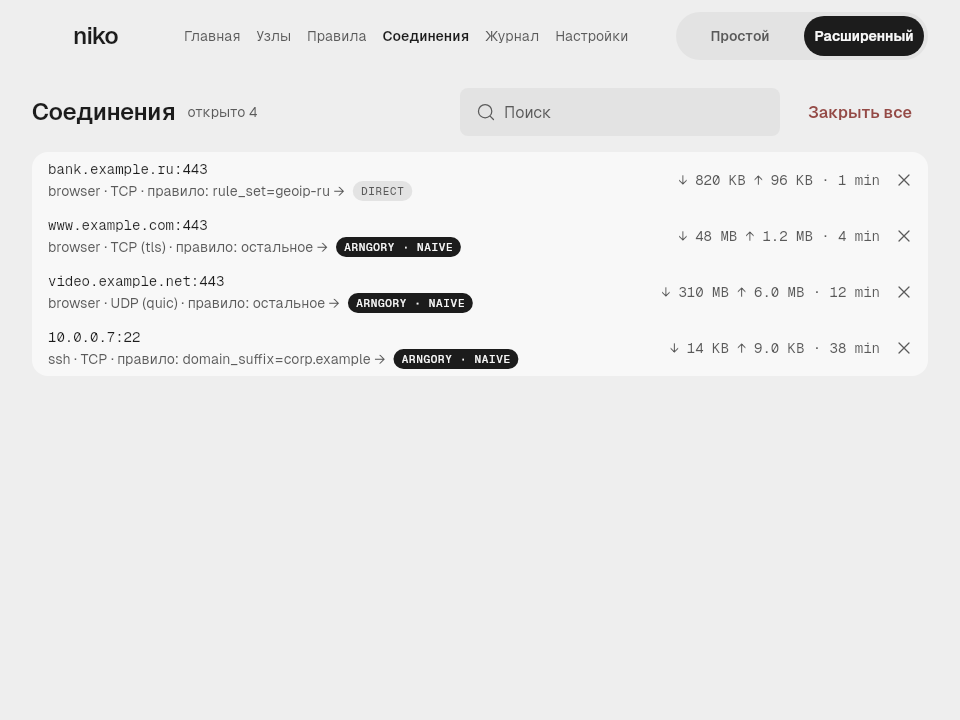 niko
Главная Узлы Правила Соединения Журнал Настройки
Простой Расширенный
Соединения открыто 4
Поиск
Закрыть все
bank.example.ru:443
browser · TCP · правило: rule_set=geoip-ru → DIRECT
↓ 820 KB ↑ 96 KB · 1 min
www.example.com:443
browser · TCP (tls) · правило: остальное → ARNGORY · NAIVE
↓ 48 MB ↑ 1.2 MB · 4 min
video.example.net:443
browser · UDP (quic) · правило: остальное → ARNGORY · NAIVE
↓ 310 MB ↑ 6.0 MB · 12 min
10.0.0.7:22
ssh · TCP · правило: domain_suffix=corp.example → ARNGORY · NAIVE
↓ 14 KB ↑ 9.0 KB · 38 min